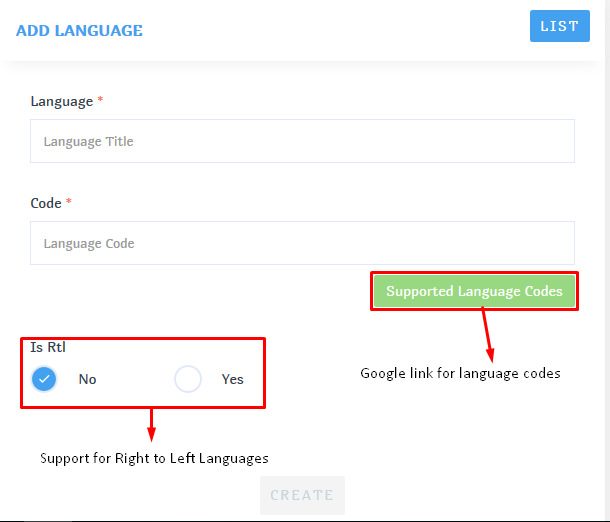 ADD LANGUAGE
LIST
Language *
Language Title
Code *
Language Code
Supported Language Codes
Is Rtl
No
Yes
Google link for language codes
Support for Right to Left Languages
CREATE